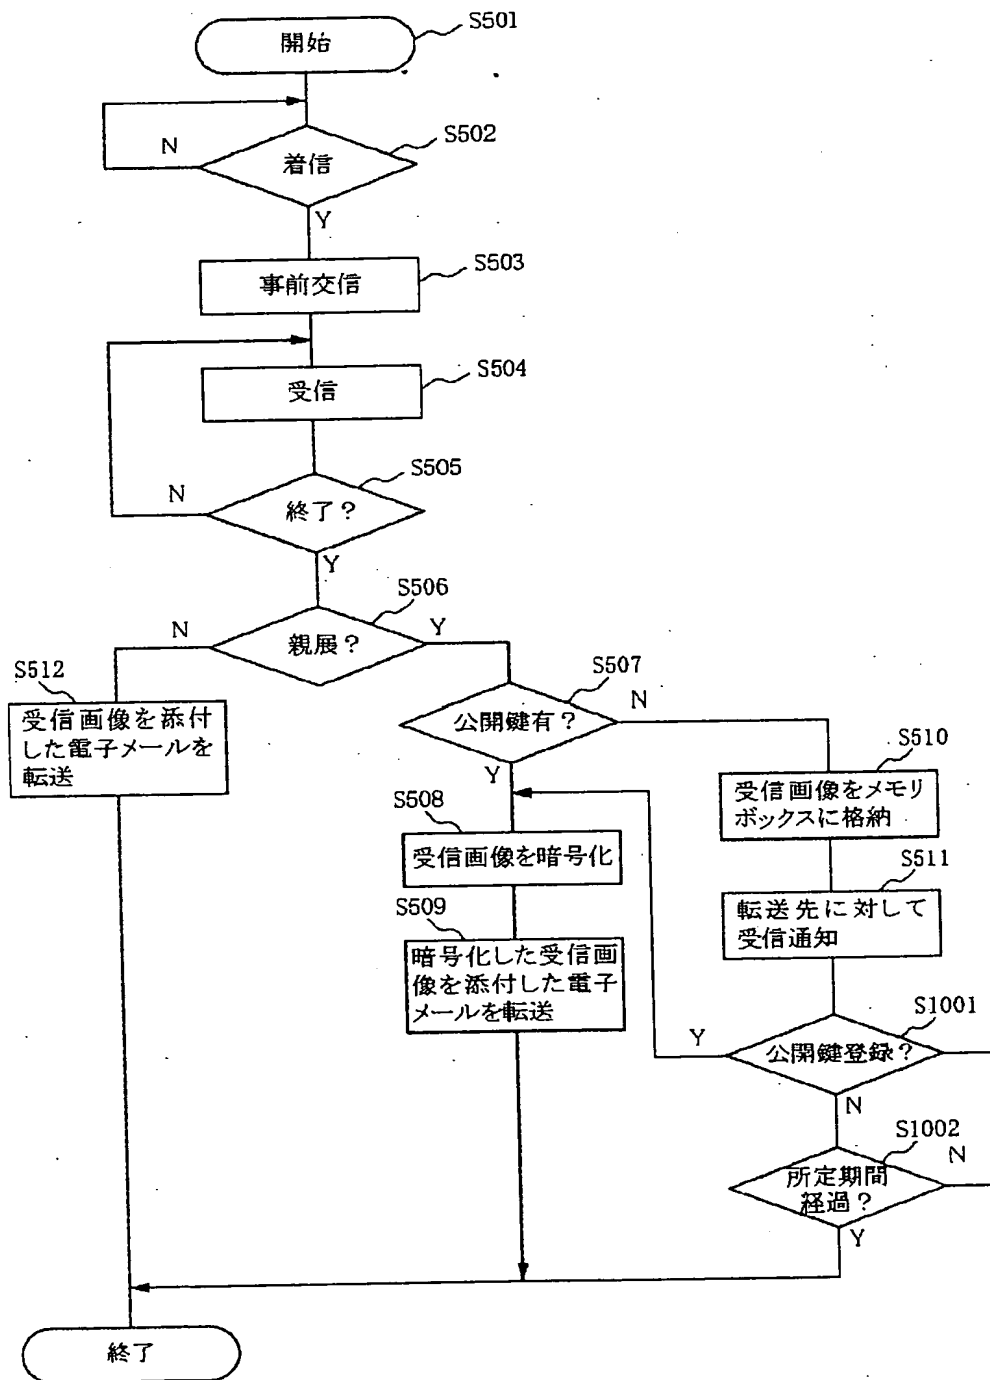 開始
S501
着信
S502
N
Y
事前交信
S503
受信
S504
終了？
S505
N
Y
親展？
S506
N
Y
S512
受信画像を添付
した電子メールを
転送
公開鍵有？
S507
N
Y
S510
受信画像をメモリ
ボックスに格納
S508
受信画像を暗号化
S511
転送先に対して
受信通知
S509
暗号化した受信画
像を添付した電子
メールを転送
S1001
公開鍵登録？
Y
N
S1002
所定期間
経過？
N
Y
終了